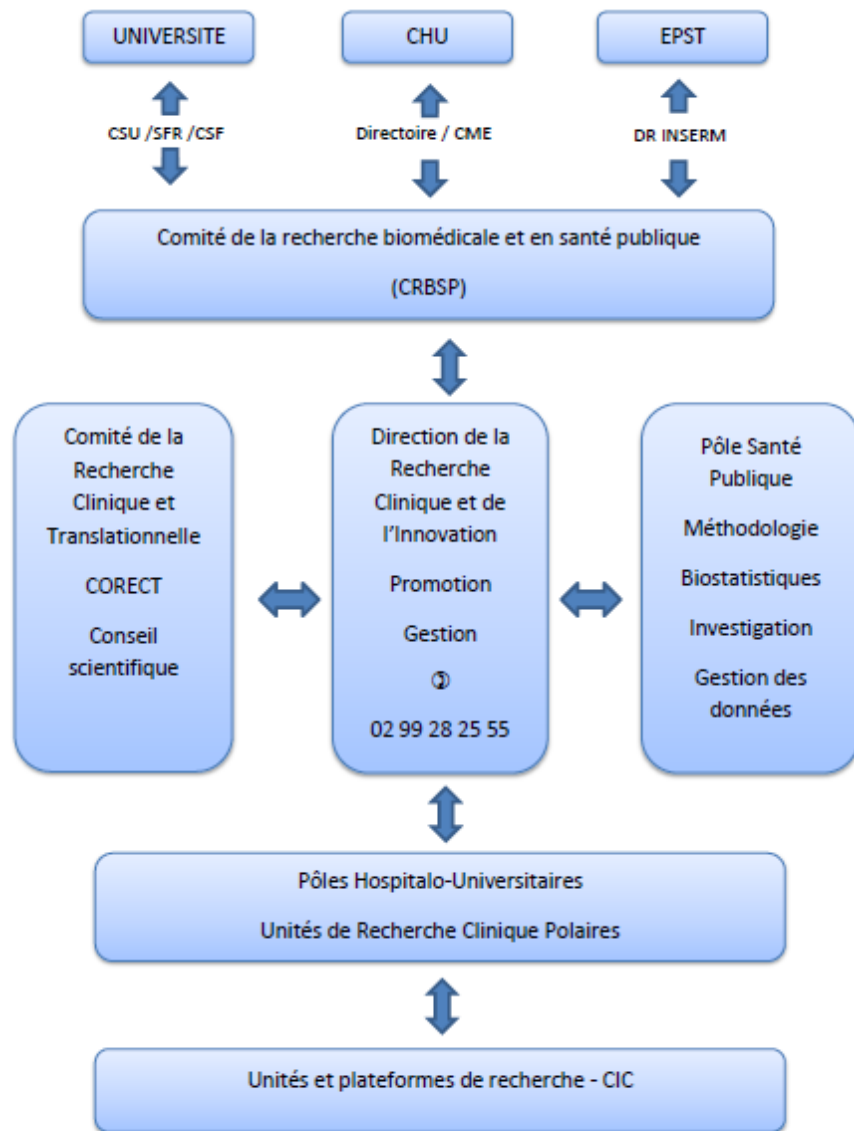 UNIVERSITE
CHU
EPST
CSU /SFR /CSF
Directoire / CME
DR INSERM
Comité de la recherche biomédicale et en santé publique
(CRBSP)
Comité de la
Recherche
Clinique et
Translationnelle
CORECT
Conseil
scientifique
Direction de la
Recherche
Clinique et de
l'Innovation
Promotion
Gestion
02 99 28 25 55
Pôle Santé
Publique
Méthodologie
Biostatistiques
Investigation
Gestion des
données
Pôles Hospitalo-Universitaires
Unités de Recherche Clinique Polaires
Unités et plateformes de recherche - CIC